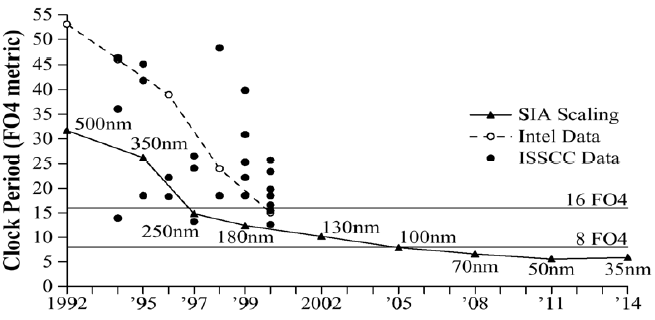 Clock Period (FO4 metric)
55
50
45
40
35
30
25
20
15
10
5
0
500nm
350nm
250nm
180nm
130nm
100nm
70nm
50nm
35nm
SIA Scaling
Intel Data
ISSCC Data
16 FO4
8 FO4
1992 '95 '97 '99 2002 '05 '08 '11 '14